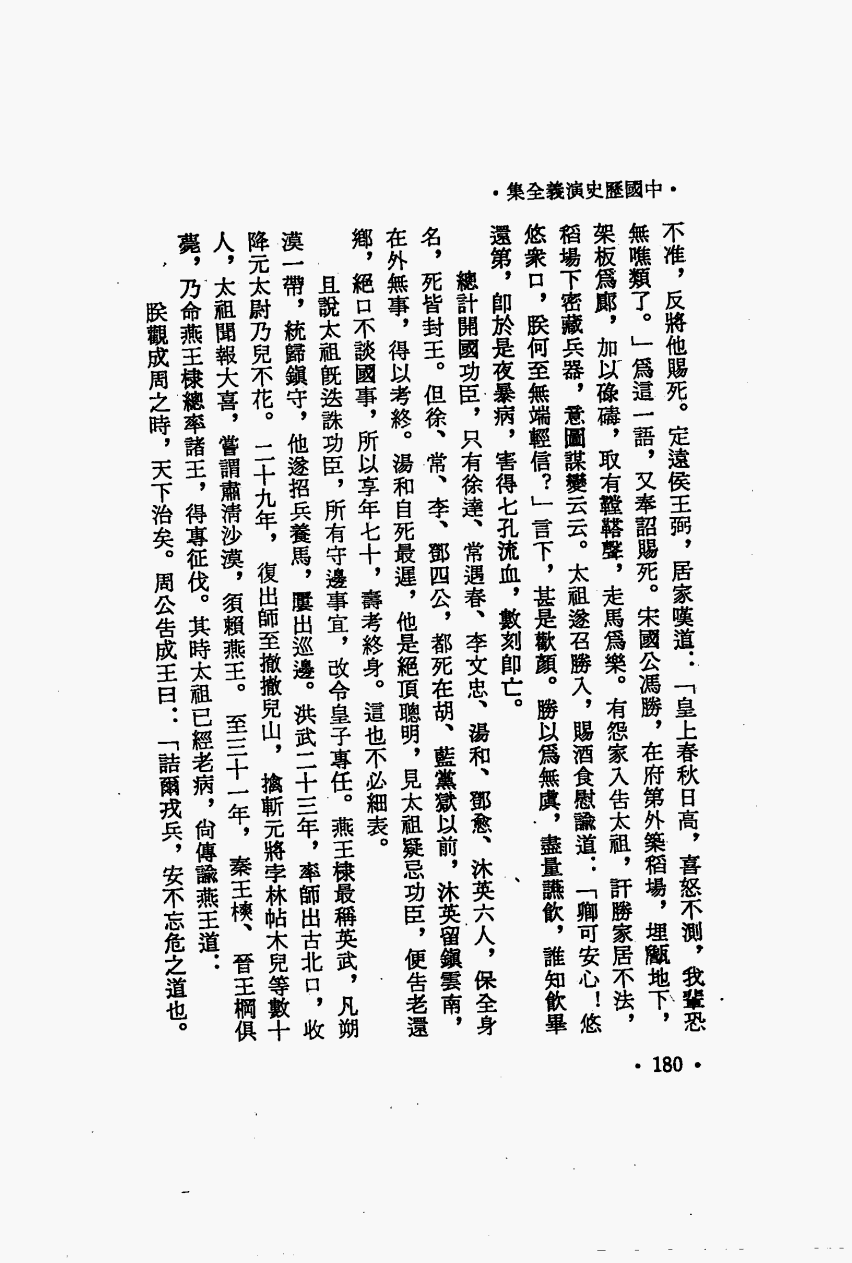 ・中國歷史演義全集・
不准，反將他賜死。定遠侯王弼，居家嘆道：「皇上春秋日高，喜怒不測，我輩恐
無噍類了。」爲這一語，又奉詔賜死。宋國公馮勝，在府第外築稻場，埋甗地下，
架板爲廊，加以碌碡，取有鞺鞳聲，走馬爲樂。有怨家入告太祖，訐勝家居不法，
稻場下密藏兵器，意圖謀變云云。太祖遂召勝入，賜酒食慰諭道：「卿可安心！悠
悠衆口，朕何至無端輕信？」言下，甚是歡顏。勝以爲無虞，盡量讌飲，誰知飲畢
還第，卽於是夜暴病，害得七孔流血，數刻卽亡。
總計開國功臣，只有徐達、常遇春、李文忠、湯和、鄧愈、沐英六人，保全身
名，死皆封王。但徐、常、李、鄧四公，都死在胡、藍黨獄以前，沐英留鎭雲南，
在外無事，得以考終。湯和自死最遲，他是絕頂聰明，見太祖疑忌功臣，便告老還
鄉，絕口不談國事，所以享年七十，壽考終身。這也不必細表。
且說太祖旣迭誅功臣，所有守邊事宜，改令皇子專任。燕王棣最稱英武，凡朔
漠一帶，統歸鎭守，他遂招兵養馬，屢出巡邊。洪武二十三年，率師出古北口，收
降元太尉乃兒不花。二十九年，復出師至撤撤兒山，擒斬元將孛林帖木兒等數十
人，太祖聞報大喜，嘗謂肅清沙漠，須賴燕王。至三十一年，秦王樉、晉王棡俱
薨，乃命燕王棣總率諸王，得專征伐。其時太祖已經老病，尙傳諭燕王道：
朕觀成周之時，天下治矣。周公告成王曰：「詰爾戎兵，安不忘危之道也。
・180・